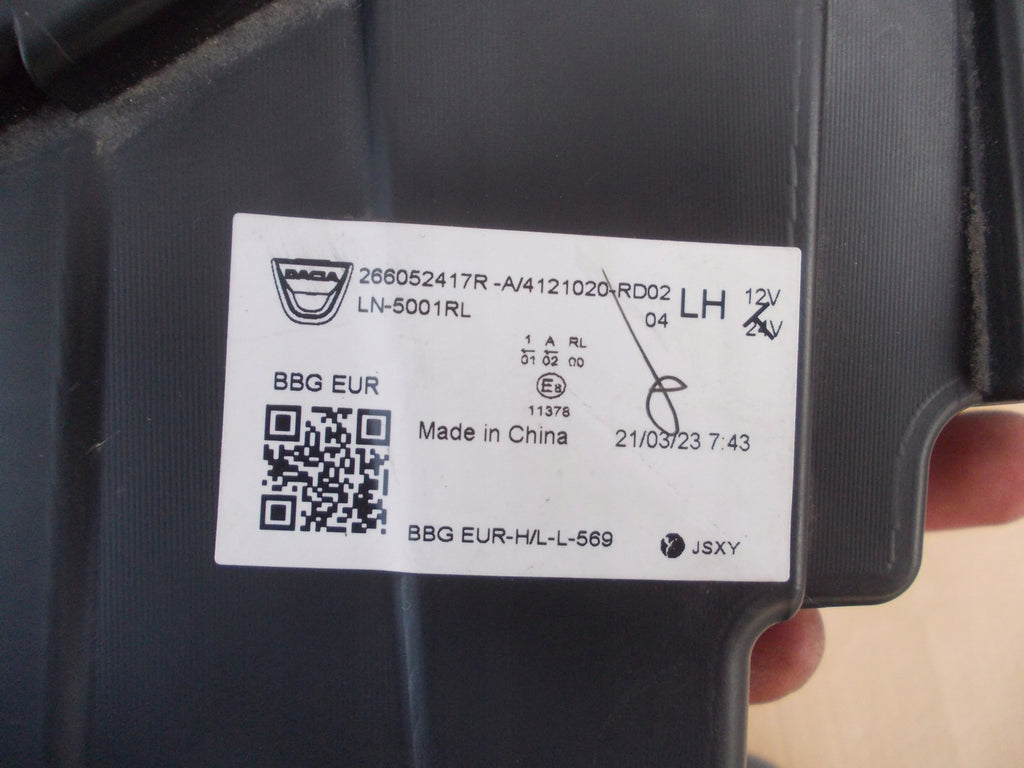 DACIA
266052417R -A/4121020-RD02
LN-5001RL
04
LH
12V
24V
1 A RL
01 02 00
E8
11378
BBG EUR
Made in China
21/03/23 7:43
BBG EUR-H/L-L-569
JSXY